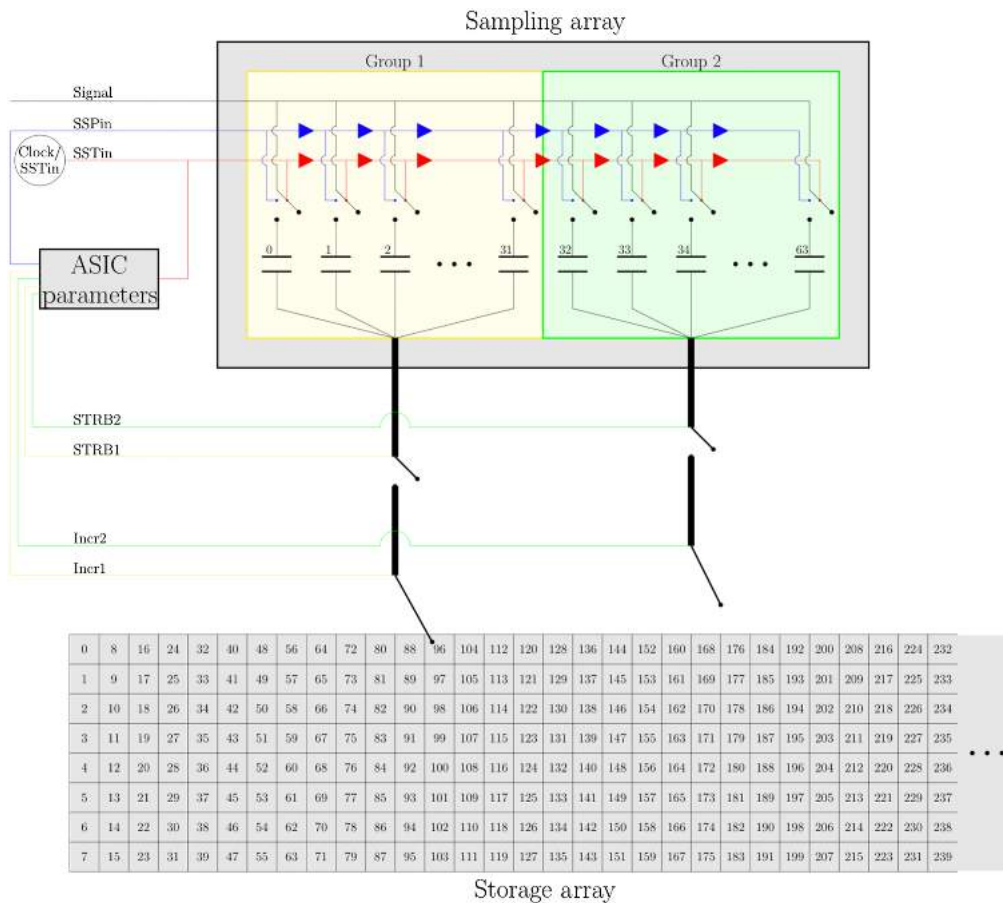 Sampling array
Group 1 Group 2
Signal
SSPin
Clock/
SSTin
SSTin
0 1 2 31 32 33 34 63
ASIC
parameters
STRB2
STRB1
Incr2
Incr1
0 8 16 24 32 40 48 56 64 72 80 88 96 104 112 120 128 136 144 152 160 168 176 184 192 200 208 216 224 232
1 9 17 25 33 41 49 57 65 73 81 89 97 105 113 121 129 137 145 153 161 169 177 185 193 201 209 217 225 233
2 10 18 26 34 42 50 58 66 74 82 90 98 106 114 122 130 138 146 154 162 170 178 186 194 202 210 218 226 234
3 11 19 27 35 43 51 59 67 75 83 91 99 107 115 123 131 139 147 155 163 171 179 187 195 203 211 219 227 235
4 12 20 28 36 44 52 60 68 76 84 92 100 108 116 124 132 140 148 156 164 172 180 188 196 204 212 220 228 236
5 13 21 29 37 45 53 61 69 77 85 93 101 109 117 125 133 141 149 157 165 173 181 189 197 205 213 221 229 237
6 14 22 30 38 46 54 62 70 78 86 94 102 110 118 126 134 142 150 158 166 174 182 190 198 206 214 222 230 238
7 15 23 31 39 47 55 63 71 79 87 95 103 111 119 127 135 143 151 159 167 175 183 191 199 207 215 223 231 239
Storage array